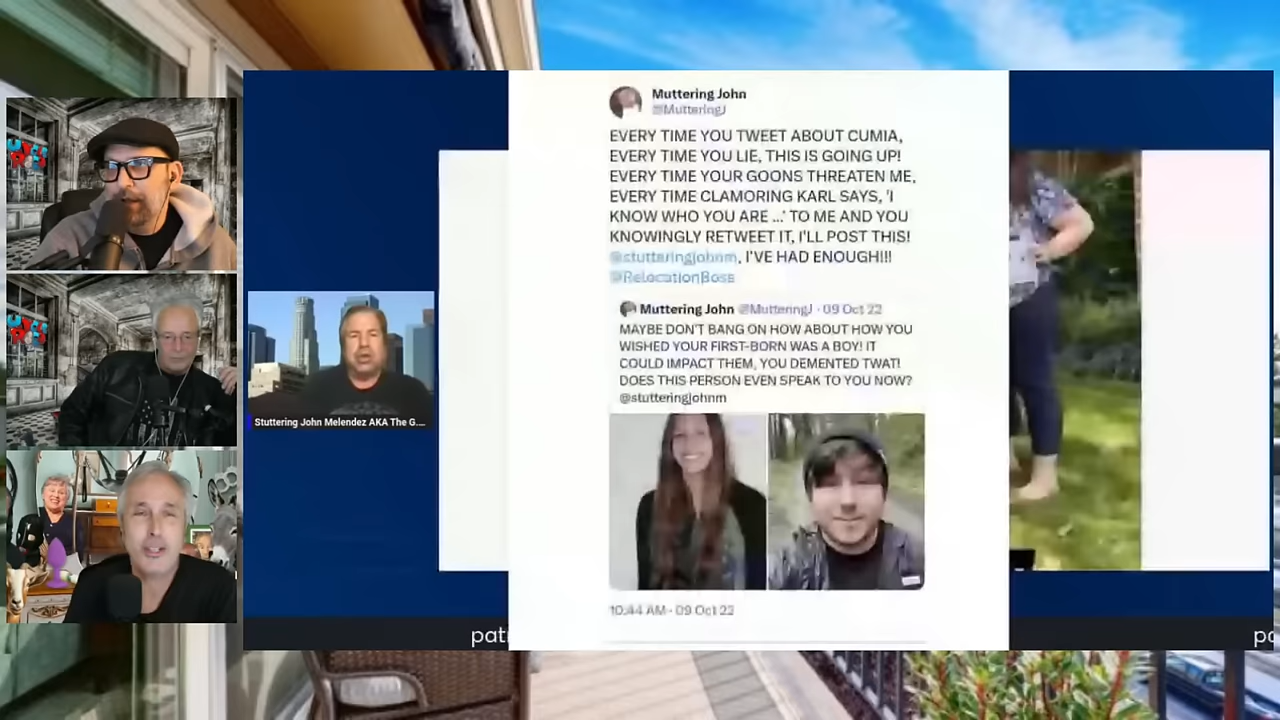 Muttering John
@MutteringJ
EVERY TIME YOU TWEET ABOUT CUMIA,
EVERY TIME YOU LIE, THIS IS GOING UP!
EVERY TIME YOUR GOONS THREATEN ME,
EVERY TIME CLAMORING KARL SAYS, 'I
KNOW WHO YOU ARE ...' TO ME AND YOU
KNOWINGLY RETWEET IT, I'LL POST THIS!
@stutteringjohnm, I'VE HAD ENOUGH!!!
@RelocationBoss
Muttering John @MutteringJ · 09 Oct 22
MAYBE DON'T BANG ON HOW ABOUT HOW YOU
WISHED YOUR FIRST-BORN WAS A BOY! IT
COULD IMPACT THEM, YOU DEMENTED TWAT!
DOES THIS PERSON EVEN SPEAK TO YOU NOW?
@stutteringjohnm
10:44 AM · 09 Oct 22
Stuttering John Melendez AKA The G....